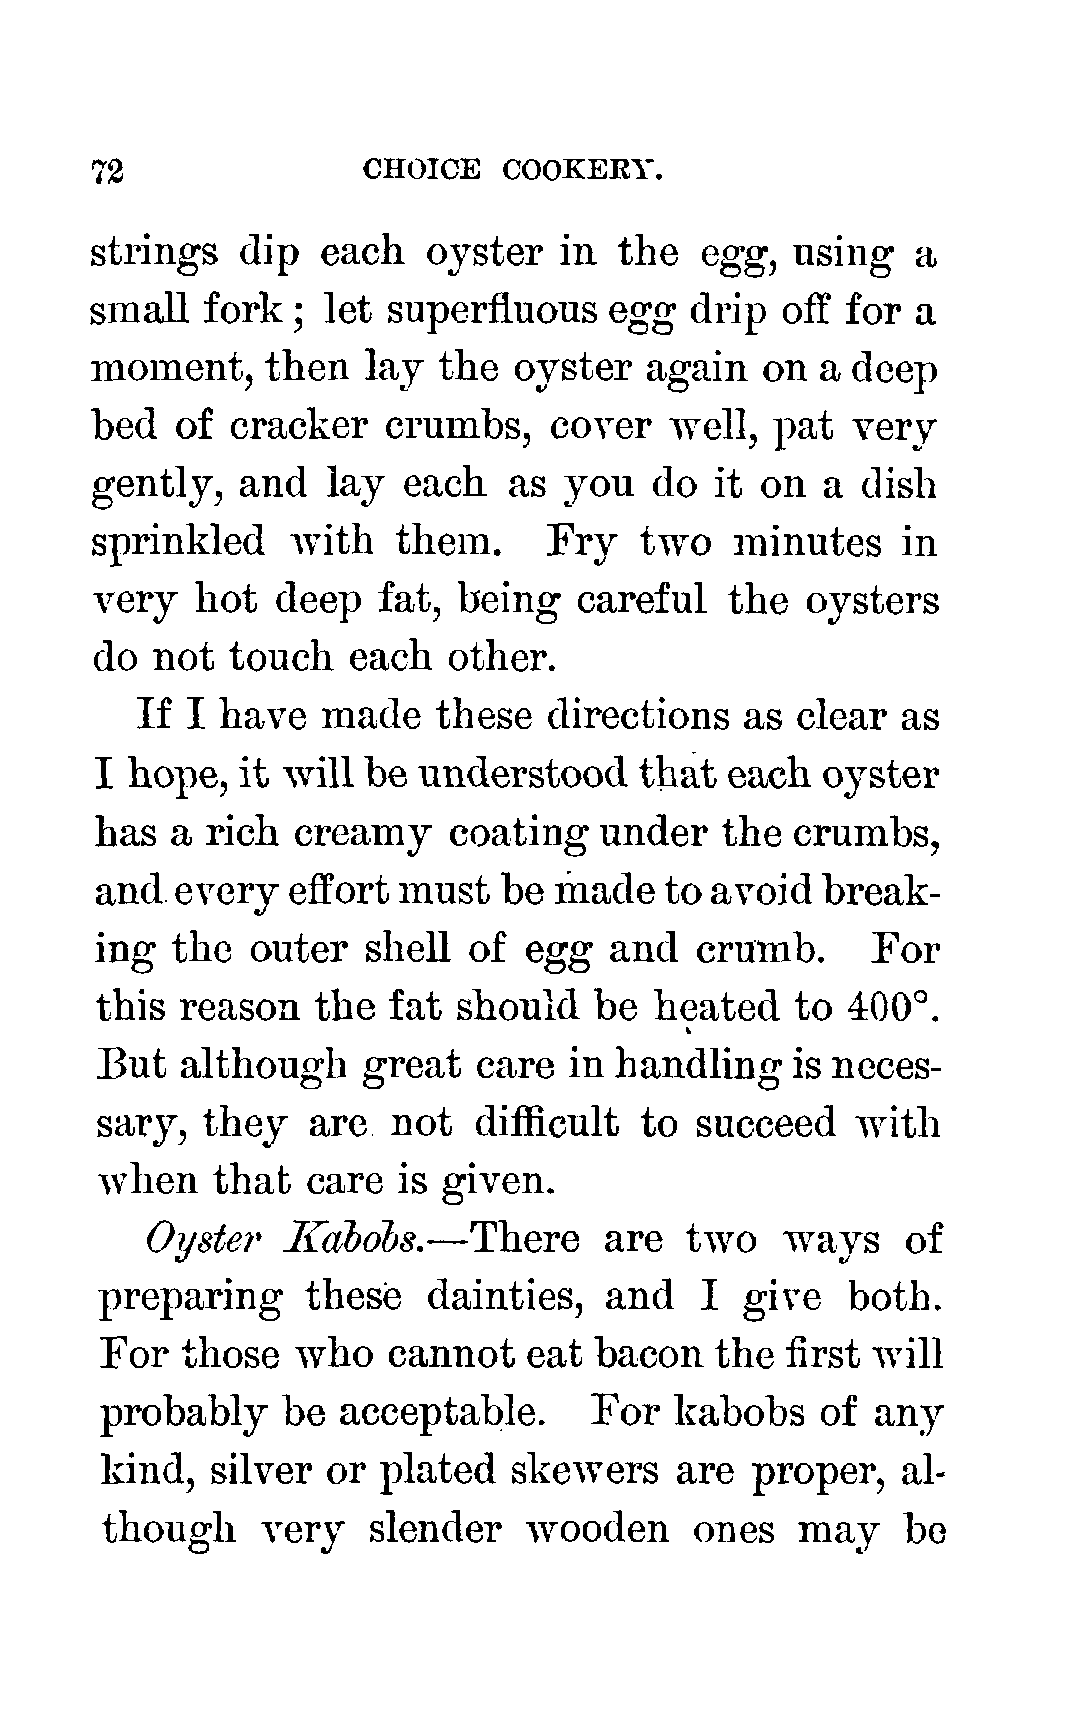 72 CHOICE COOKERY.
strings dip each oyster in the egg, using a
small fork ; let superfluous egg drip off for a
moment, then lay the oyster again on a deep
bed of cracker crumbs, cover well, pat very
gently, and lay each as you do it on a dish
sprinkled with them. Fry two minutes in
very hot deep fat, being careful the oysters
do not touch each other.
If I have made these directions as clear as
I hope, it will be understood that each oyster
has a rich creamy coating under the crumbs,
and every effort must be made to avoid break-
ing the outer shell of egg and crumb. For
this reason the fat should be heated to 400°.
But although great care in handling is neces-
sary, they are not difficult to succeed with
when that care is given.
Oyster Kabobs.—There are two ways of
preparing these dainties, and I give both.
For those who cannot eat bacon the first will
probably be acceptable. For kabobs of any
kind, silver or plated skewers are proper, al-
though very slender wooden ones may be